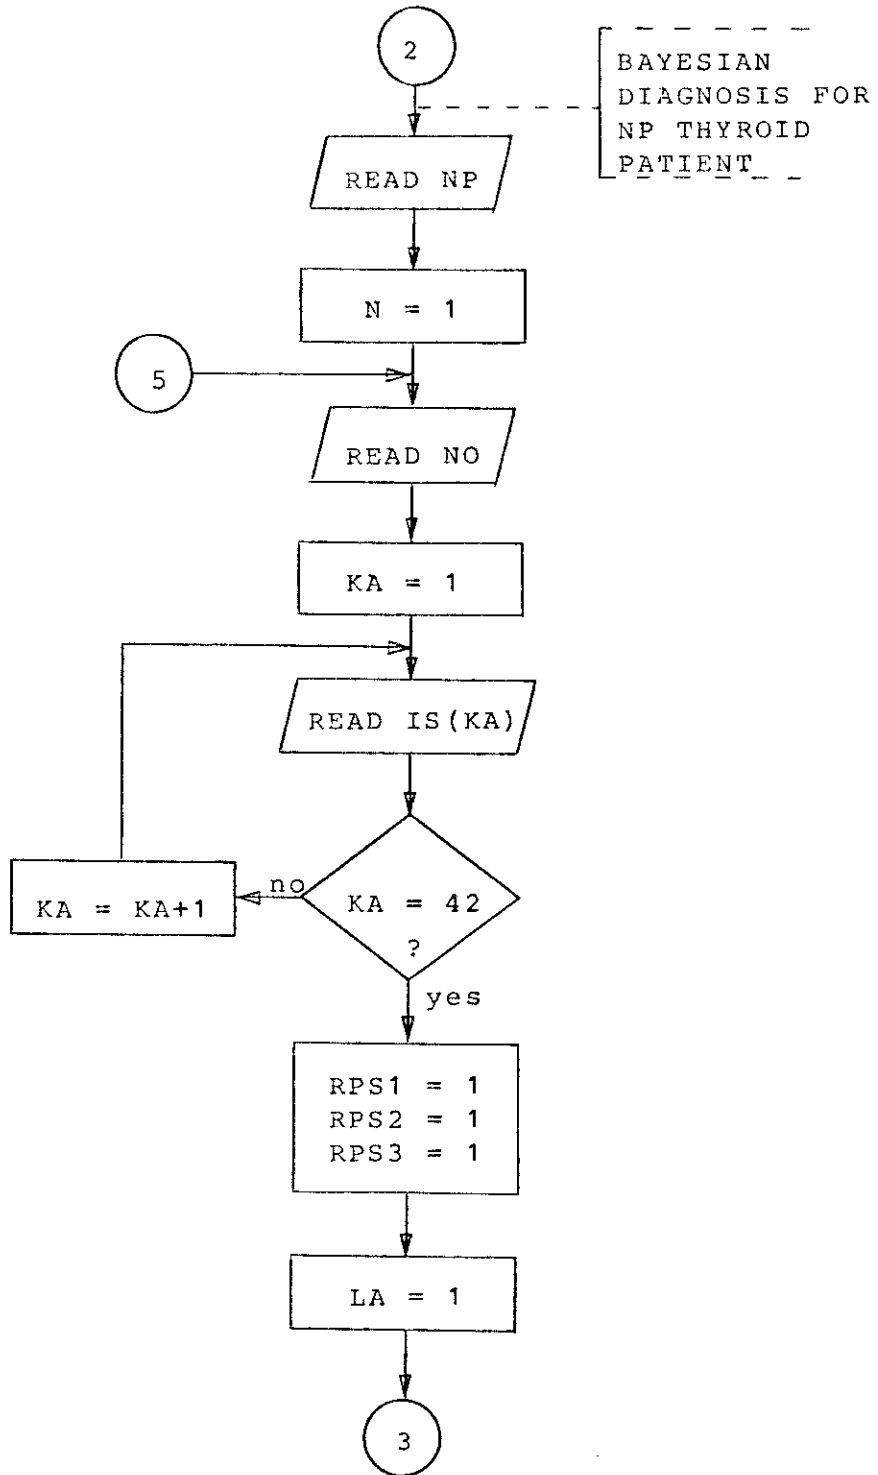 2
BAYESIAN
DIAGNOSIS FOR
NP THYROID
PATIENT
READ NP
N = 1
5
READ NO
KA = 1
READ IS(KA)
KA = KA+1
no
KA = 42
?
yes
RPS1 = 1
RPS2 = 1
RPS3 = 1
LA = 1
3